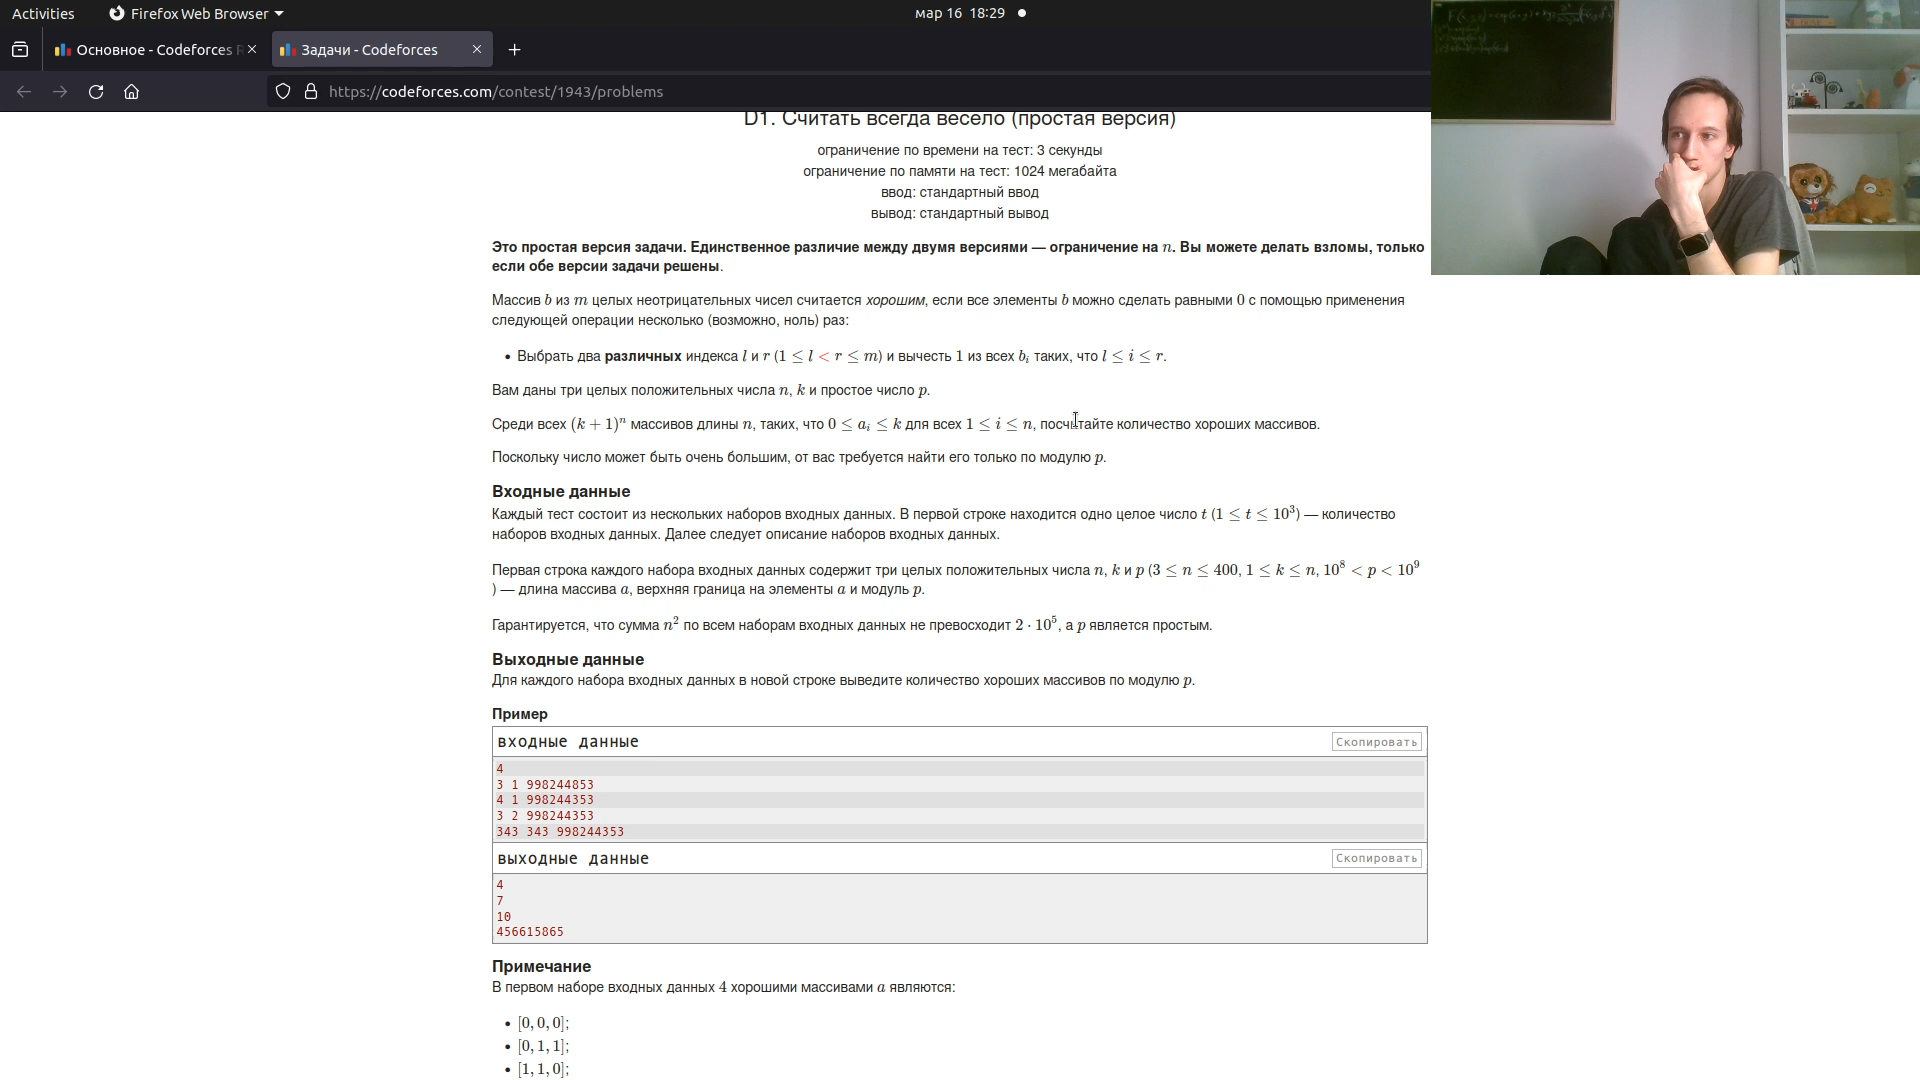 Activities
Firefox Web Browser
мар 16 18:29
Основное - Codeforces
Задачи - Codeforces
https://codeforces.com/contest/1943/problems
D1. Считать всегда весело (простая версия)
ограничение по времени на тест: 3 секунды
ограничение по памяти на тест: 1024 мегабайта
ввод: стандартный ввод
вывод: стандартный вывод
Это простая версия задачи. Единственное различие между двумя версиями — ограничение на n. Вы можете делать взломы, только
если обе версии задачи решены.
Массив b из m целых неотрицательных чисел считается хорошим, если все элементы b можно сделать равными 0 с помощью применения
следующей операции несколько (возможно, ноль) раз:
• Выбрать два различных индекса l и r (1 ≤ l < r ≤ m) и вычесть 1 из всех b_i таких, что l ≤ i ≤ r.
Вам даны три целых положительных числа n, k и простое число p.
Среди всех (k + 1)^n массивов длины n, таких, что 0 ≤ a_i ≤ k для всех 1 ≤ i ≤ n, посчитайте количество хороших массивов.
Поскольку число может быть очень большим, от вас требуется найти его только по модулю p.
Входные данные
Каждый тест состоит из нескольких наборов входных данных. В первой строке находится одно целое число t (1 ≤ t ≤ 10^3) — количество
наборов входных данных. Далее следует описание наборов входных данных.
Первая строка каждого набора входных данных содержит три целых положительных числа n, k и p (3 ≤ n ≤ 400, 1 ≤ k ≤ n, 10^8 < p < 10^9
) — длина массива a, верхняя граница на элементы a и модуль p.
Гарантируется, что сумма n^2 по всем наборам входных данных не превосходит 2 · 10^5, а p является простым.
Выходные данные
Для каждого набора входных данных в новой строке выведите количество хороших массивов по модулю p.
Пример
входные данные
Скопировать
4
3 1 998244853
4 1 998244353
3 2 998244353
343 343 998244353
выходные данные
Скопировать
4
7
10
456615865
Примечание
В первом наборе входных данных 4 хорошими массивами a являются:
• [0, 0, 0];
• [0, 1, 1];
• [1, 1, 0];